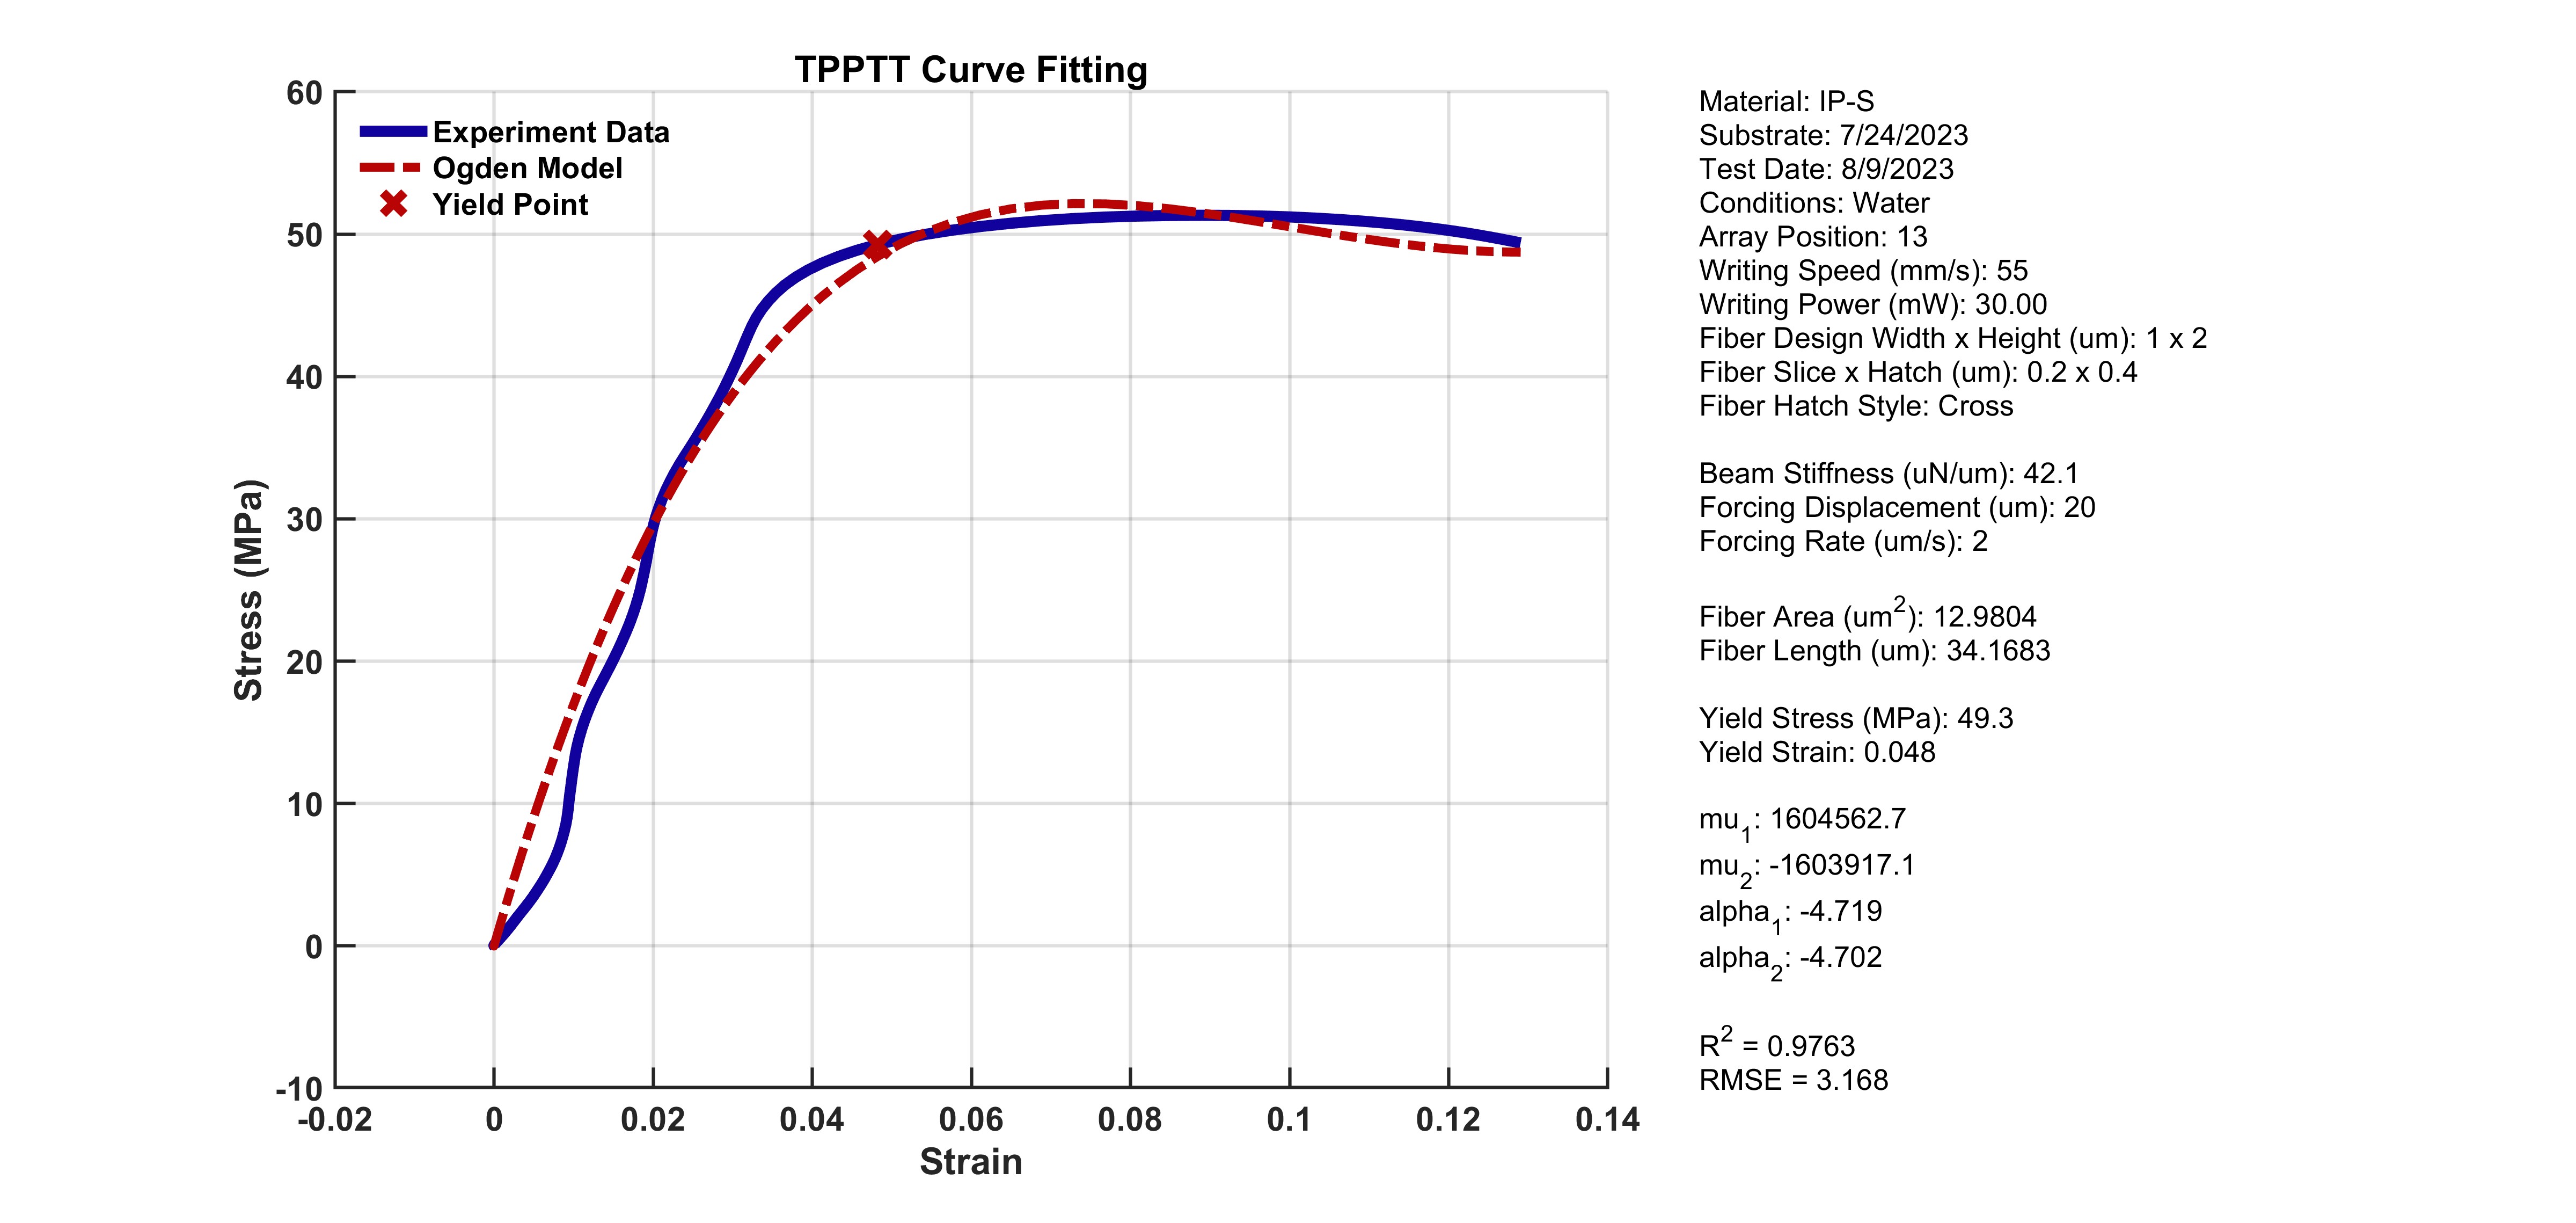 TPPTT Curve Fitting
60
50
40
30
20
10
0
-10
Stress (MPa)
Experiment Data
Ogden Model
Yield Point
-0.02 0 0.02 0.04 0.06 0.08 0.1 0.12 0.14
Strain
Material: IP-S
Substrate: 7/24/2023
Test Date: 8/9/2023
Conditions: Water
Array Position: 13
Writing Speed (mm/s): 55
Writing Power (mW): 30.00
Fiber Design Width x Height (um): 1 x 2
Fiber Slice x Hatch (um): 0.2 x 0.4
Fiber Hatch Style: Cross
Beam Stiffness (uN/um): 42.1
Forcing Displacement (um): 20
Forcing Rate (um/s): 2
Fiber Area (um²): 12.9804
Fiber Length (um): 34.1683
Yield Stress (MPa): 49.3
Yield Strain: 0.048
mu₁: 1604562.7
mu₂: -1603917.1
alpha₁: -4.719
alpha₂: -4.702
R² = 0.9763
RMSE = 3.168